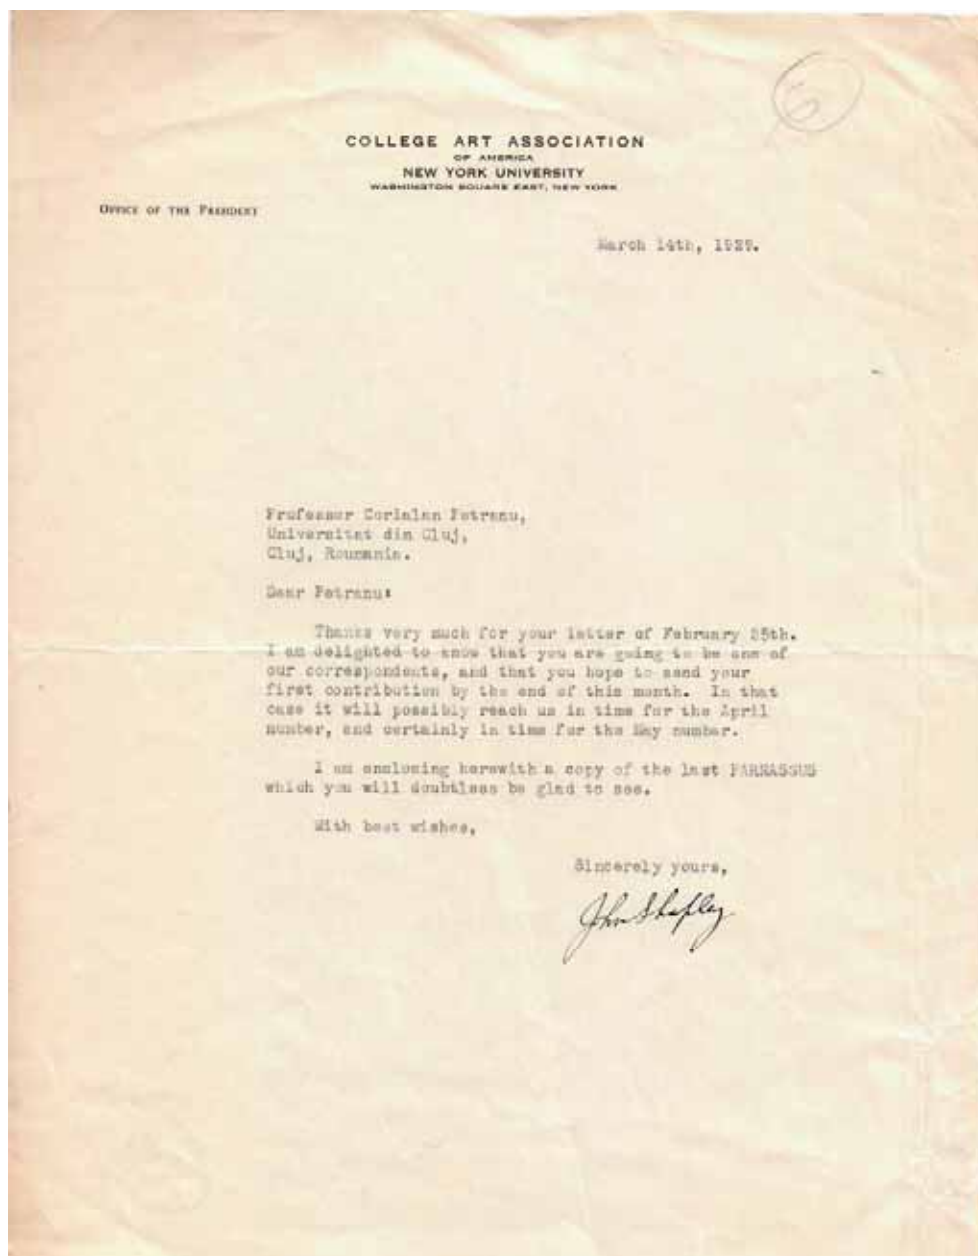 5
COLLEGE ART ASSOCIATION
OF AMERICA
NEW YORK UNIVERSITY
WASHINGTON SQUARE EAST, NEW YORK
OFFICE OF THE PRESIDENT
March 14th, 1929.
Professor Corialan Petranu,
Universitat din Cluj,
Cluj, Roumania.
Dear Petranu:
Thanks very much for your letter of February 25th.
I am delighted to know that you are going to be one of
our correspondents, and that you hope to send your
first contribution by the end of this month. In that
case it will possibly reach us in time for the April
number, and certainly in time for the May number.
I am enclosing herewith a copy of the last PARNASSUS
which you will doubtless be glad to see.
With best wishes,
Sincerely yours,
John Shapley